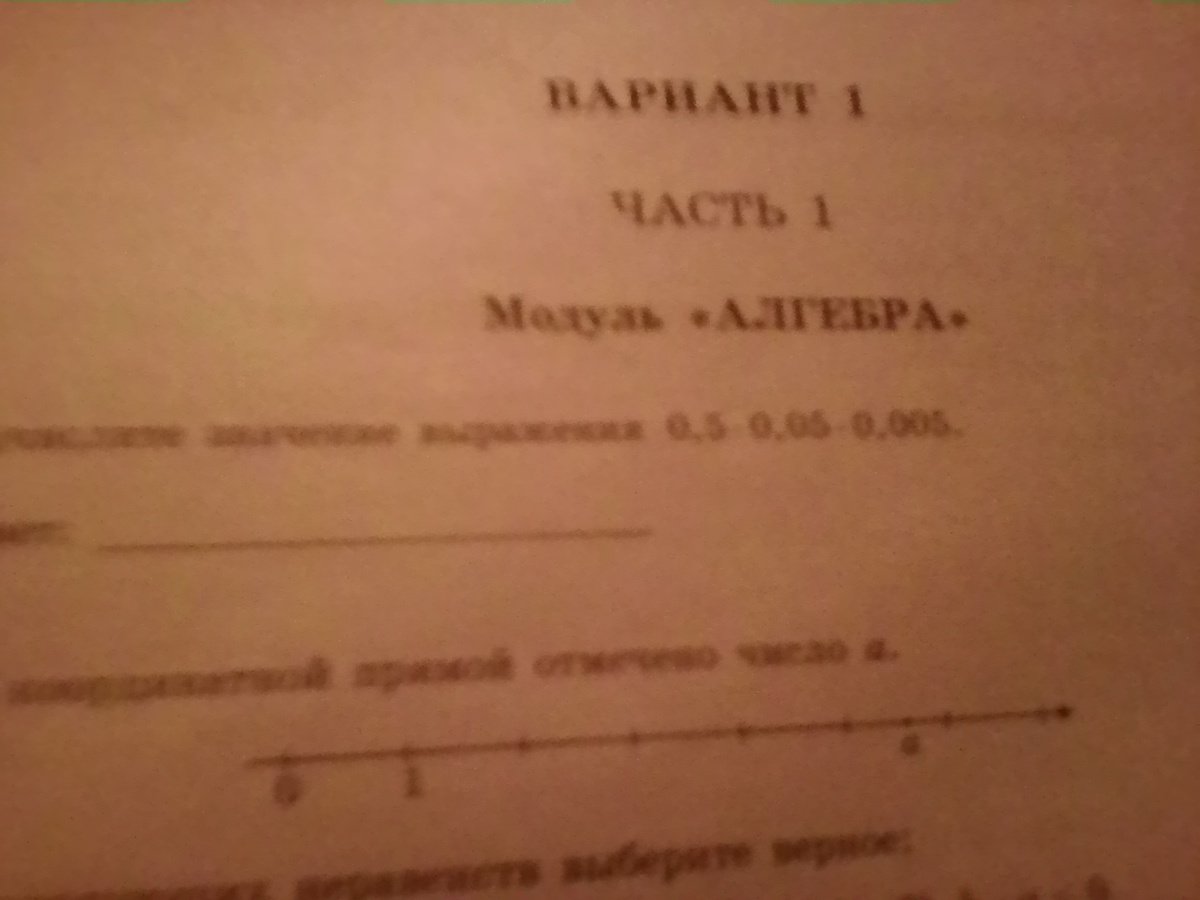 ВАРИАНТ 1
ЧАСТЬ 1
Модуль «АЛГЕБРА»
числите значение выражения 0,5 0,05 0,005.
координатной прямой отмечено число a.
0 1 a
неравенств выберите верное: